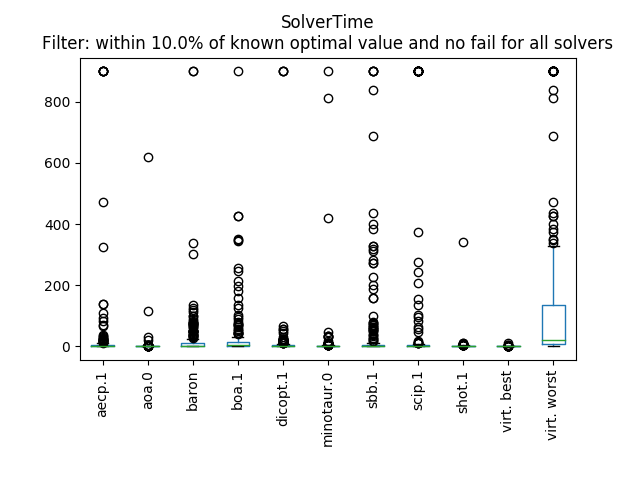 SolverTime
Filter: within 10.0% of known optimal value and no fail for all solvers
800
600
400
200
0
aecp.1
aoa.0
baron
boa.1
dicopt.1
minotaur.0
sbb.1
scip.1
shot.1
virt. best
virt. worst